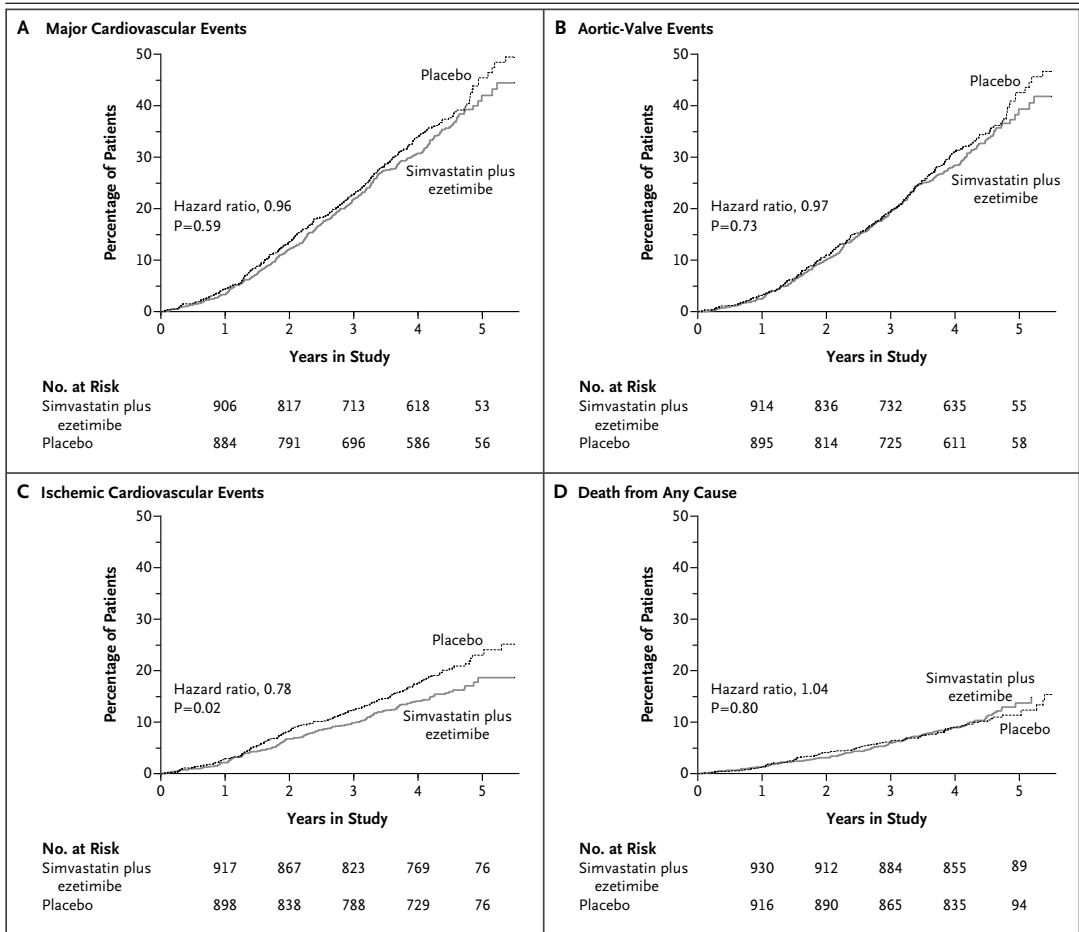 A Major Cardiovascular Events
50
40
30
20
10
0
Percentage of Patients
Placebo
Simvastatin plus
ezetimibe
Hazard ratio, 0.96
P=0.59
0 1 2 3 4 5
Years in Study
No. at Risk
Simvastatin plus
ezetimibe
906 817 713 618 53
Placebo 884 791 696 586 56
B Aortic-Valve Events
50
40
30
20
10
0
Percentage of Patients
Placebo
Simvastatin plus
ezetimibe
Hazard ratio, 0.97
P=0.73
0 1 2 3 4 5
Years in Study
No. at Risk
Simvastatin plus
ezetimibe
914 836 732 635 55
Placebo 895 814 725 611 58
C Ischemic Cardiovascular Events
50
40
30
20
10
0
Percentage of Patients
Placebo
Hazard ratio, 0.78
P=0.02
Simvastatin plus
ezetimibe
0 1 2 3 4 5
Years in Study
No. at Risk
Simvastatin plus
ezetimibe
917 867 823 769 76
Placebo 898 838 788 729 76
D Death from Any Cause
50
40
30
20
10
0
Percentage of Patients
Simvastatin plus
ezetimibe
Hazard ratio, 1.04
P=0.80
Placebo
0 1 2 3 4 5
Years in Study
No. at Risk
Simvastatin plus
ezetimibe
930 912 884 855 89
Placebo 916 890 865 835 94